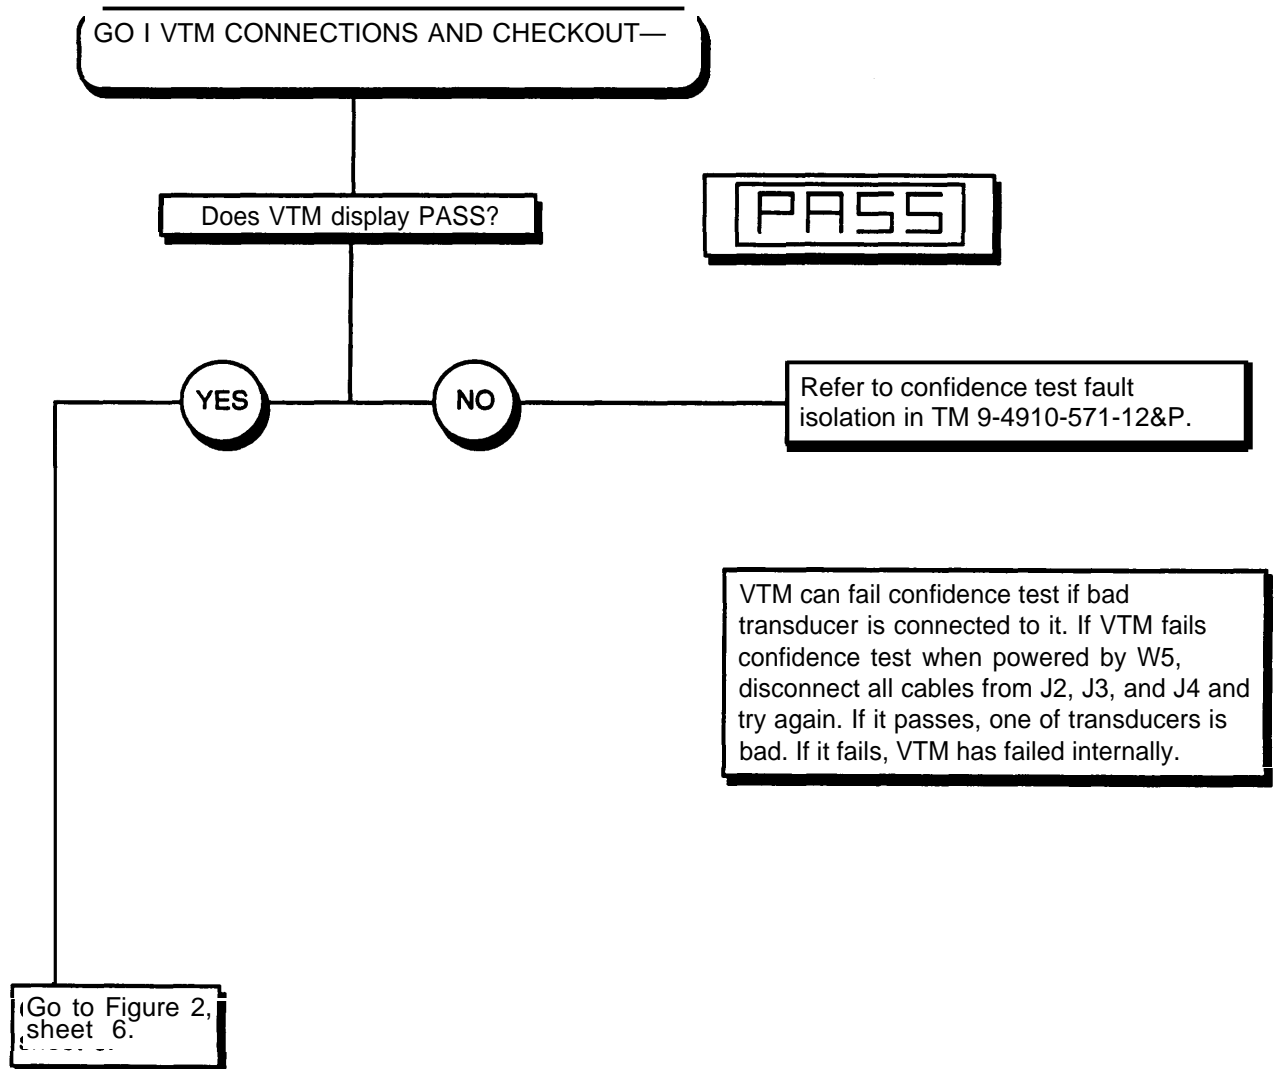 GO I VTM CONNECTIONS AND CHECKOUT—
Does VTM display PASS?
PASS
YES
NO
Refer to confidence test fault
isolation in TM 9-4910-571-12&P.
VTM can fail confidence test if bad
transducer is connected to it. If VTM fails
confidence test when powered by W5,
disconnect all cables from J2, J3, and J4 and
try again. If it passes, one of transducers is
bad. If it fails, VTM has failed internally.
Go to Figure 2,
sheet 6.